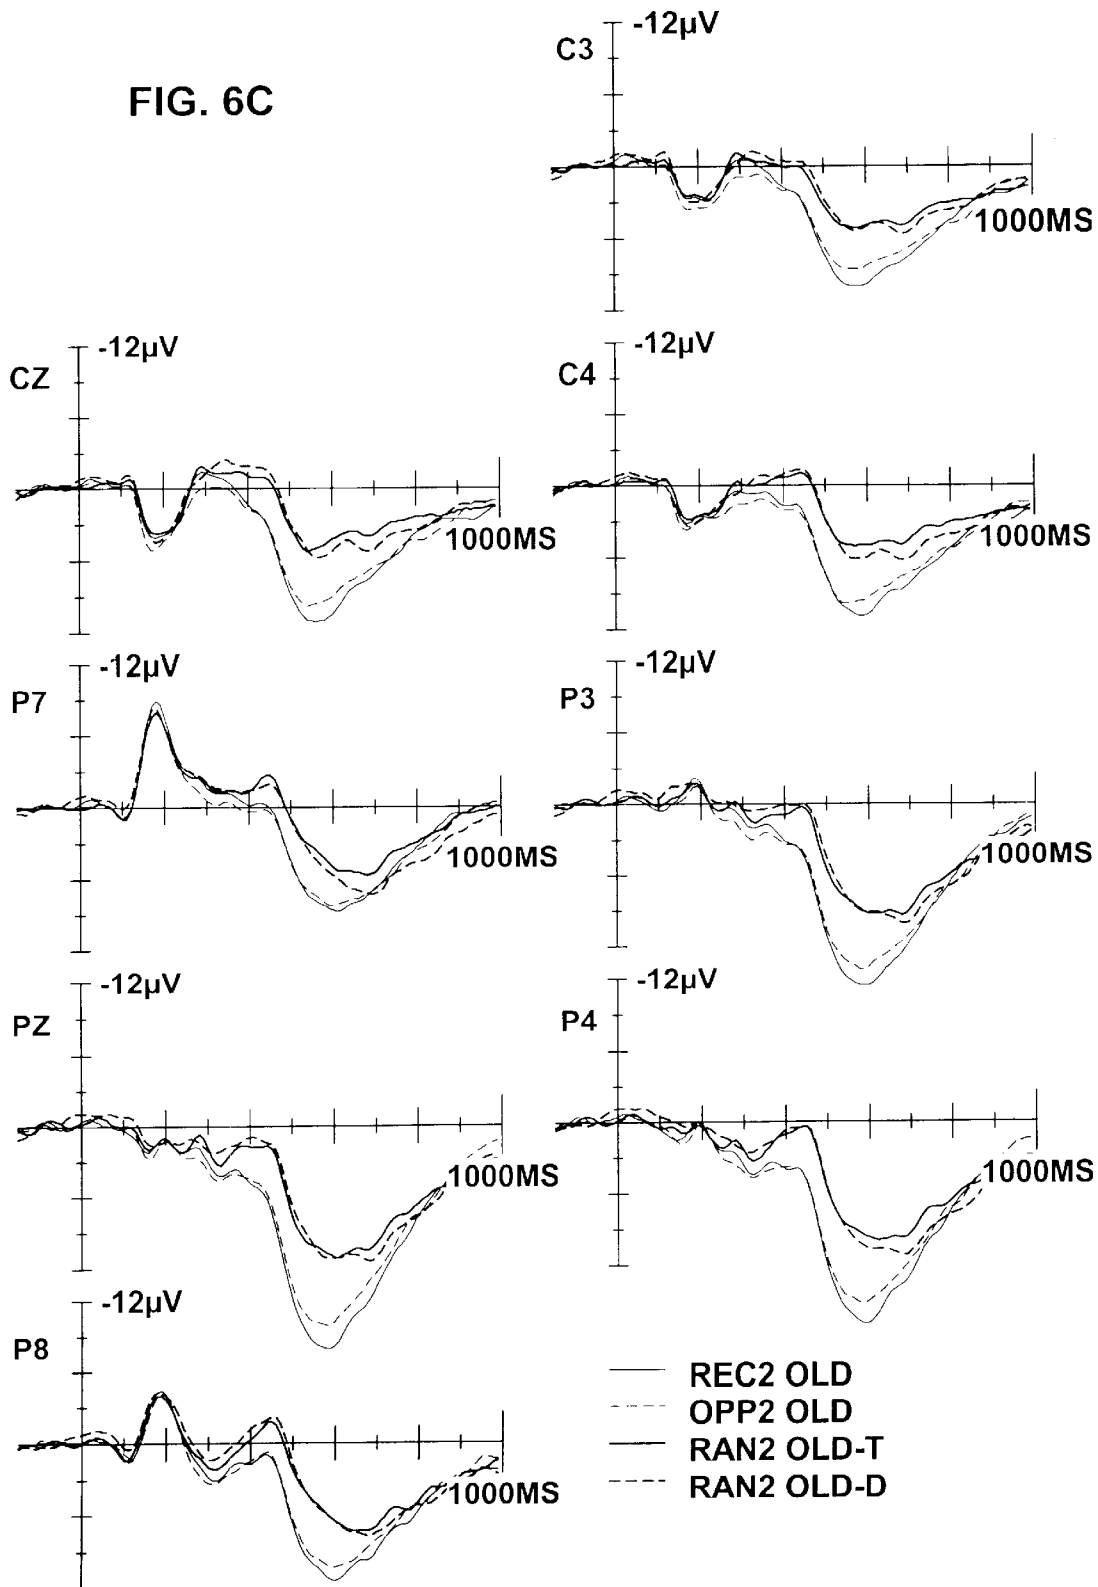 FIG. 6C
C3
-12µV
1000MS
CZ
-12µV
1000MS
C4
-12µV
1000MS
P7
-12µV
1000MS
P3
-12µV
1000MS
PZ
-12µV
1000MS
P4
-12µV
1000MS
P8
-12µV
1000MS
REC2 OLD
OPP2 OLD
RAN2 OLD-T
RAN2 OLD-D